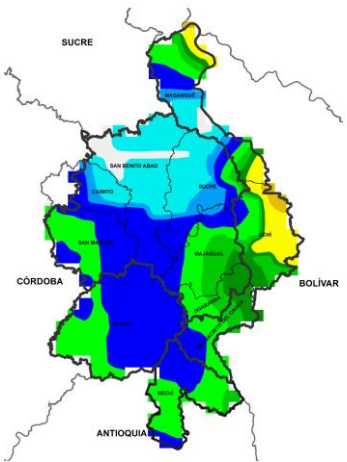 SUCRE
MAGANGUÉ
SAN BENITO ABAD
CAIMITO
SUCRE
SAN MARCOS
ACHÍ
MAJAGUAL
CÓRDOBA
BOLÍVAR
GUARANDA
NECHÍ
ANTIOQUIA